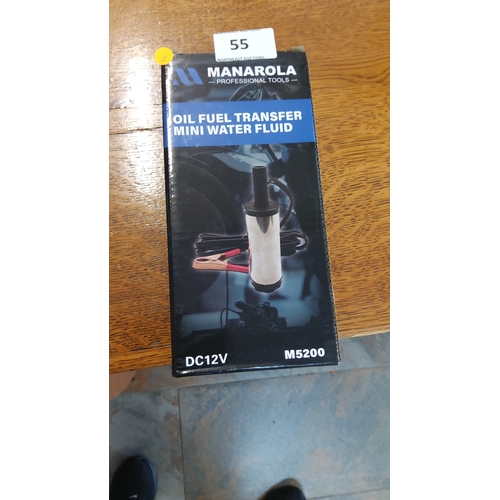 55
MANAROLA
— PROFESSIONAL TOOLS —
OIL FUEL TRANSFER
MINI WATER FLUID
DC12V
M5200